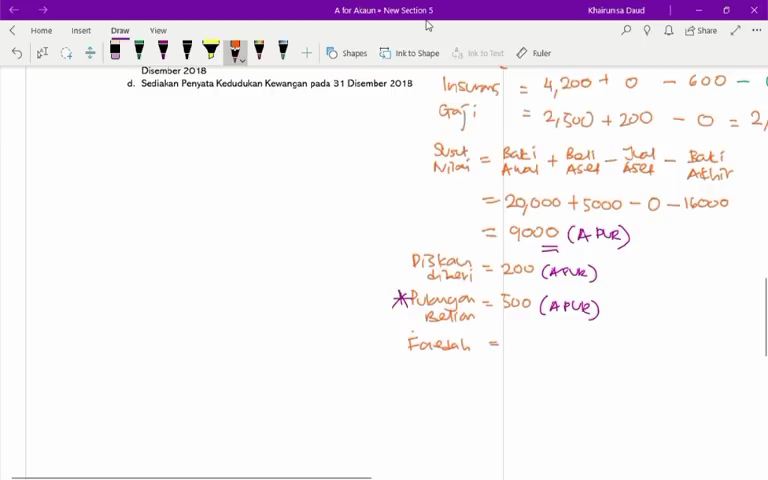 A for Akaun » New Section 5
Khairunsa Daud
Home
Insert
Draw
View
Share
Shapes
Ink to Shape
Ink to Text
Ruler
Disember 2018
d. Sediakan Penyata Kedudukan Kewangan pada 31 Disember 2018
Insurans = 4,200 + 0 - 600 -
Gaji = 2,500 + 200 - 0 = 2,
Susut Nilai = Baki Awal + Beli Aset - Jual Aset - Baki Akhir
= 20,000 + 5000 - 0 - 16000
= 9000 (APUR)
Diskaun diberi = 200 (APUR)
*Pulangan Belian = 500 (APUR)
Faedah =